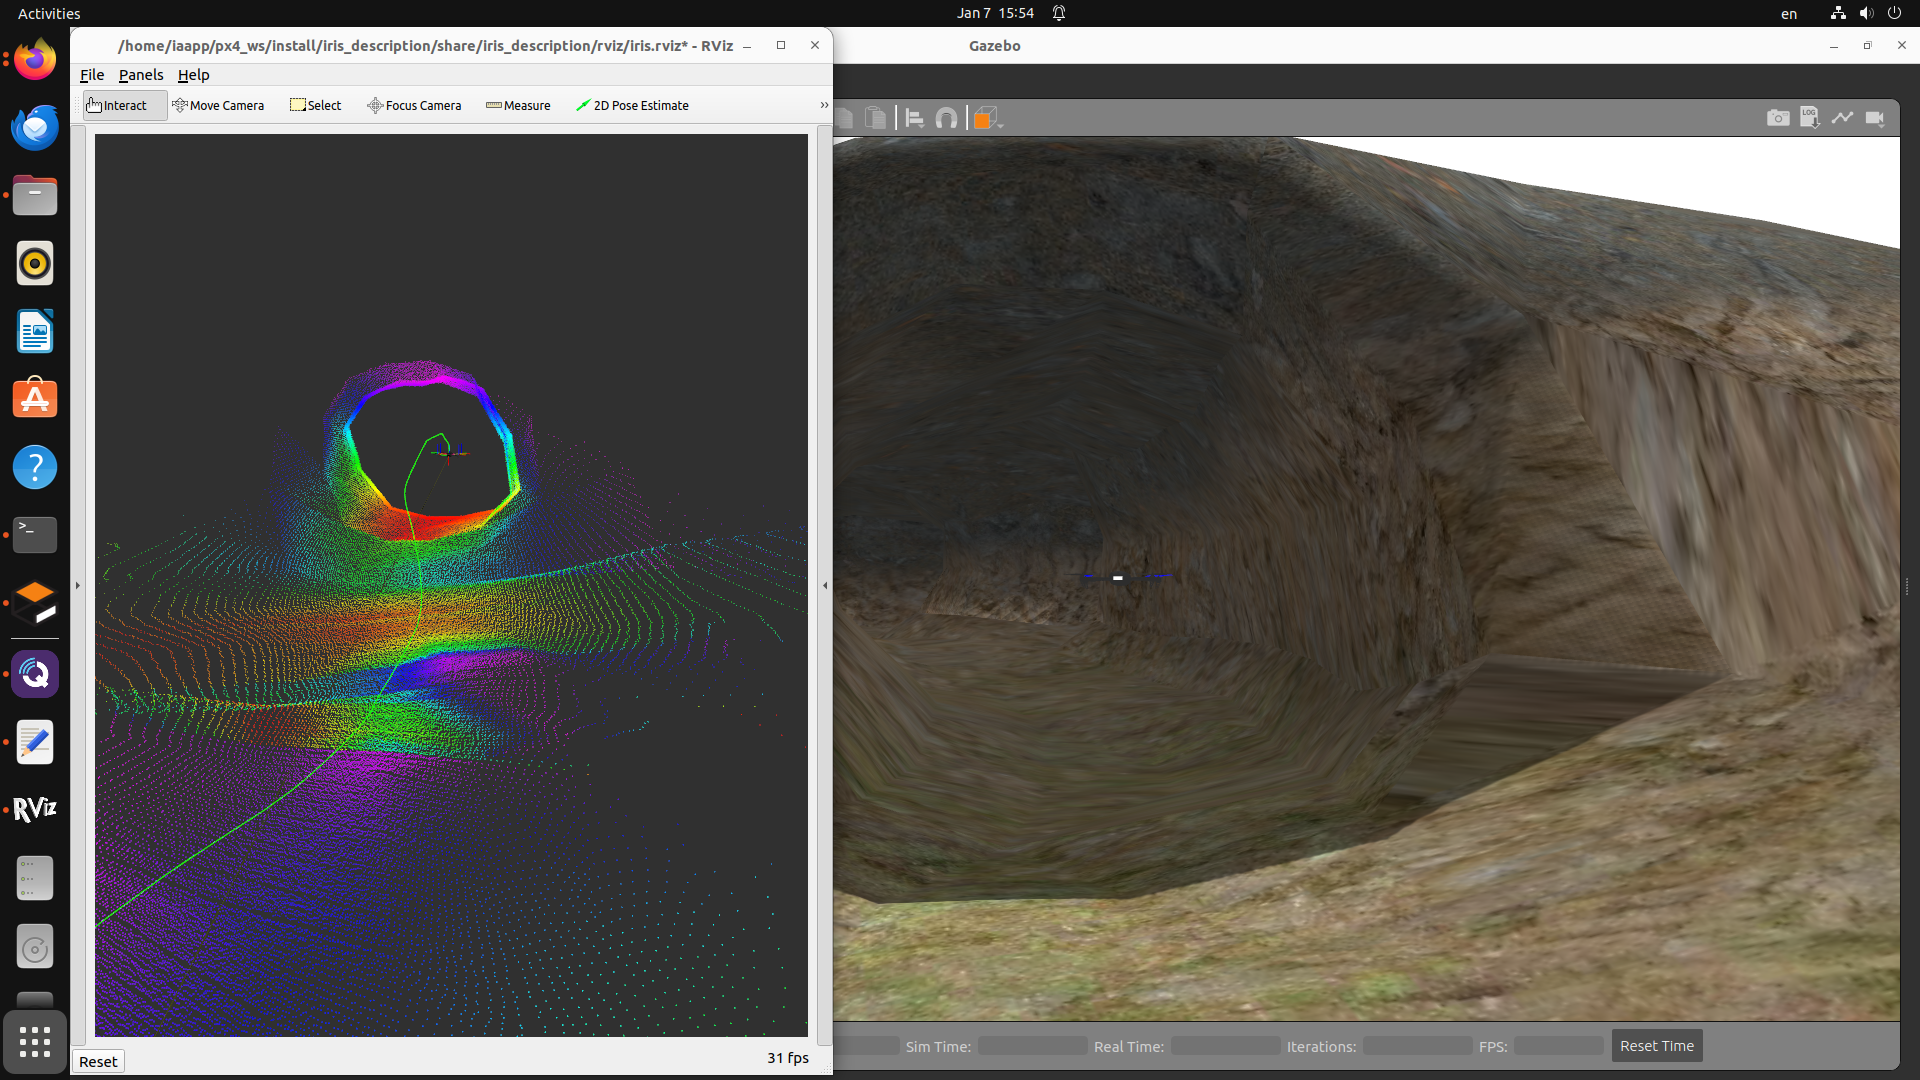 Activities
Jan 7 15:54
en
/home/iaapp/px4_ws/install/iris_description/share/iris_description/rviz/iris.rviz* - RViz
Gazebo
File Panels Help
Interact Move Camera Select Focus Camera Measure 2D Pose Estimate »
LOG
>_
?
RViz
Sim Time: Real Time: Iterations: FPS: Reset Time
Reset
31 fps